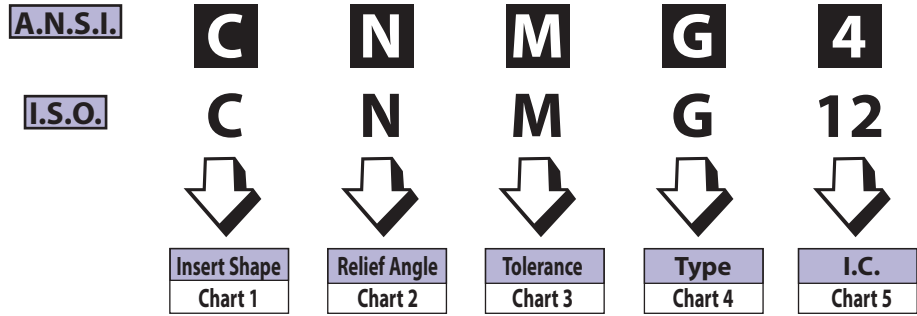 A.N.S.I. C N M G 4
I.S.O. C N M G 12
Insert Shape Relief Angle Tolerance Type I.C.
Chart 1 Chart 2 Chart 3 Chart 4 Chart 5